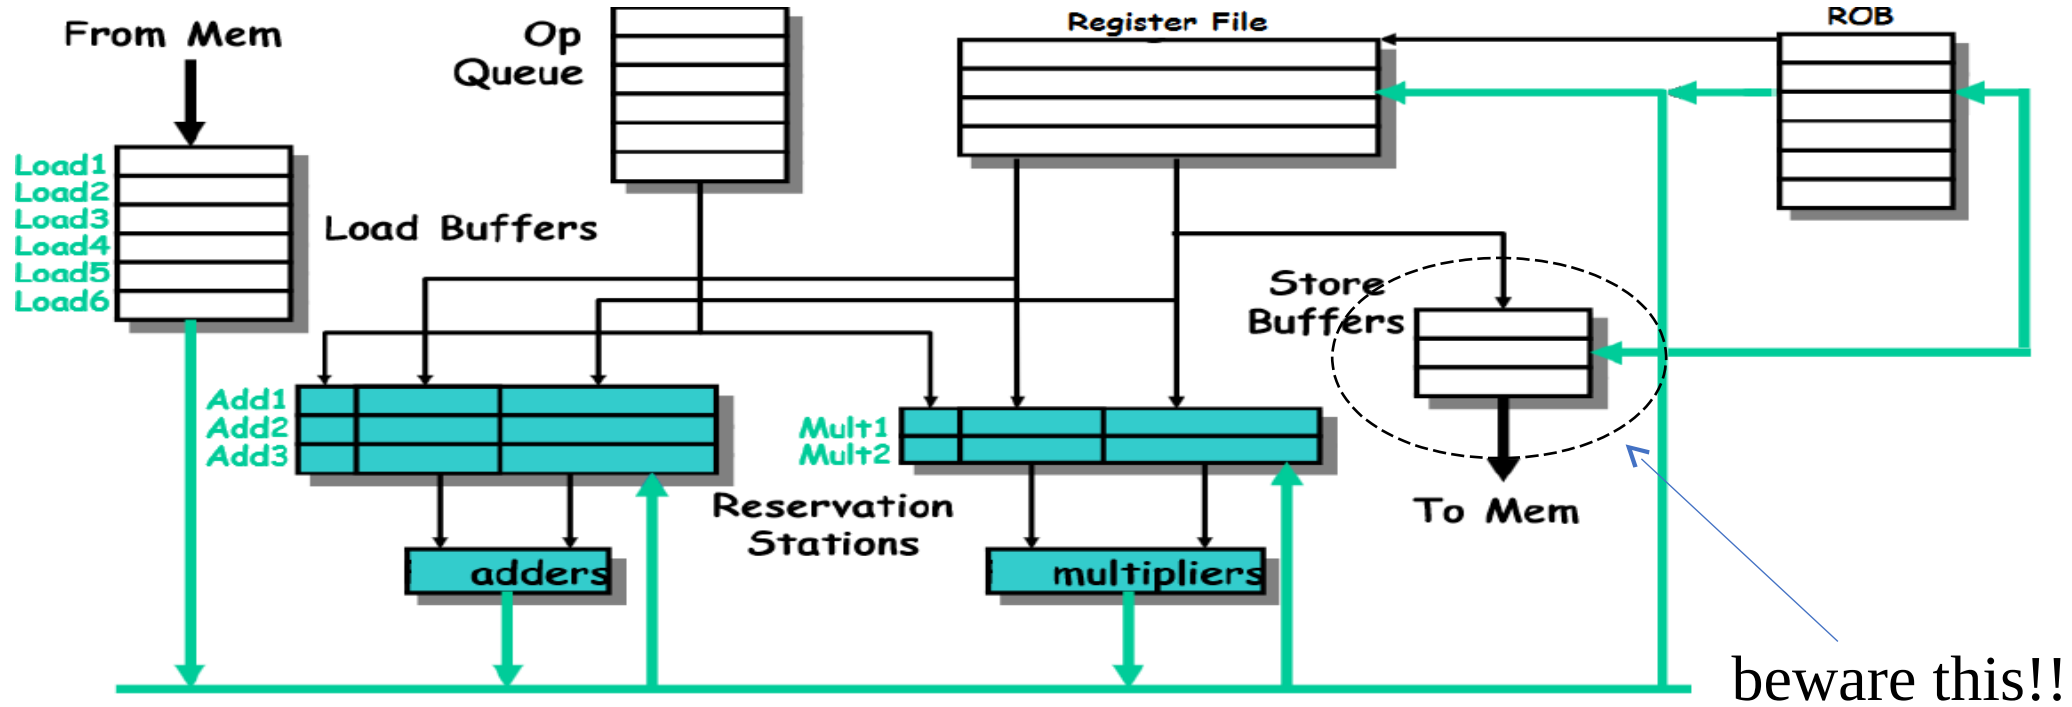 From Mem
Op
Queue
Register File
ROB
Load1
Load2
Load3
Load4
Load5
Load6
Load Buffers
Store
Buffers
Add1
Add2
Add3
Mult1
Mult2
Reservation
Stations
To Mem
adders
multipliers
beware this!!